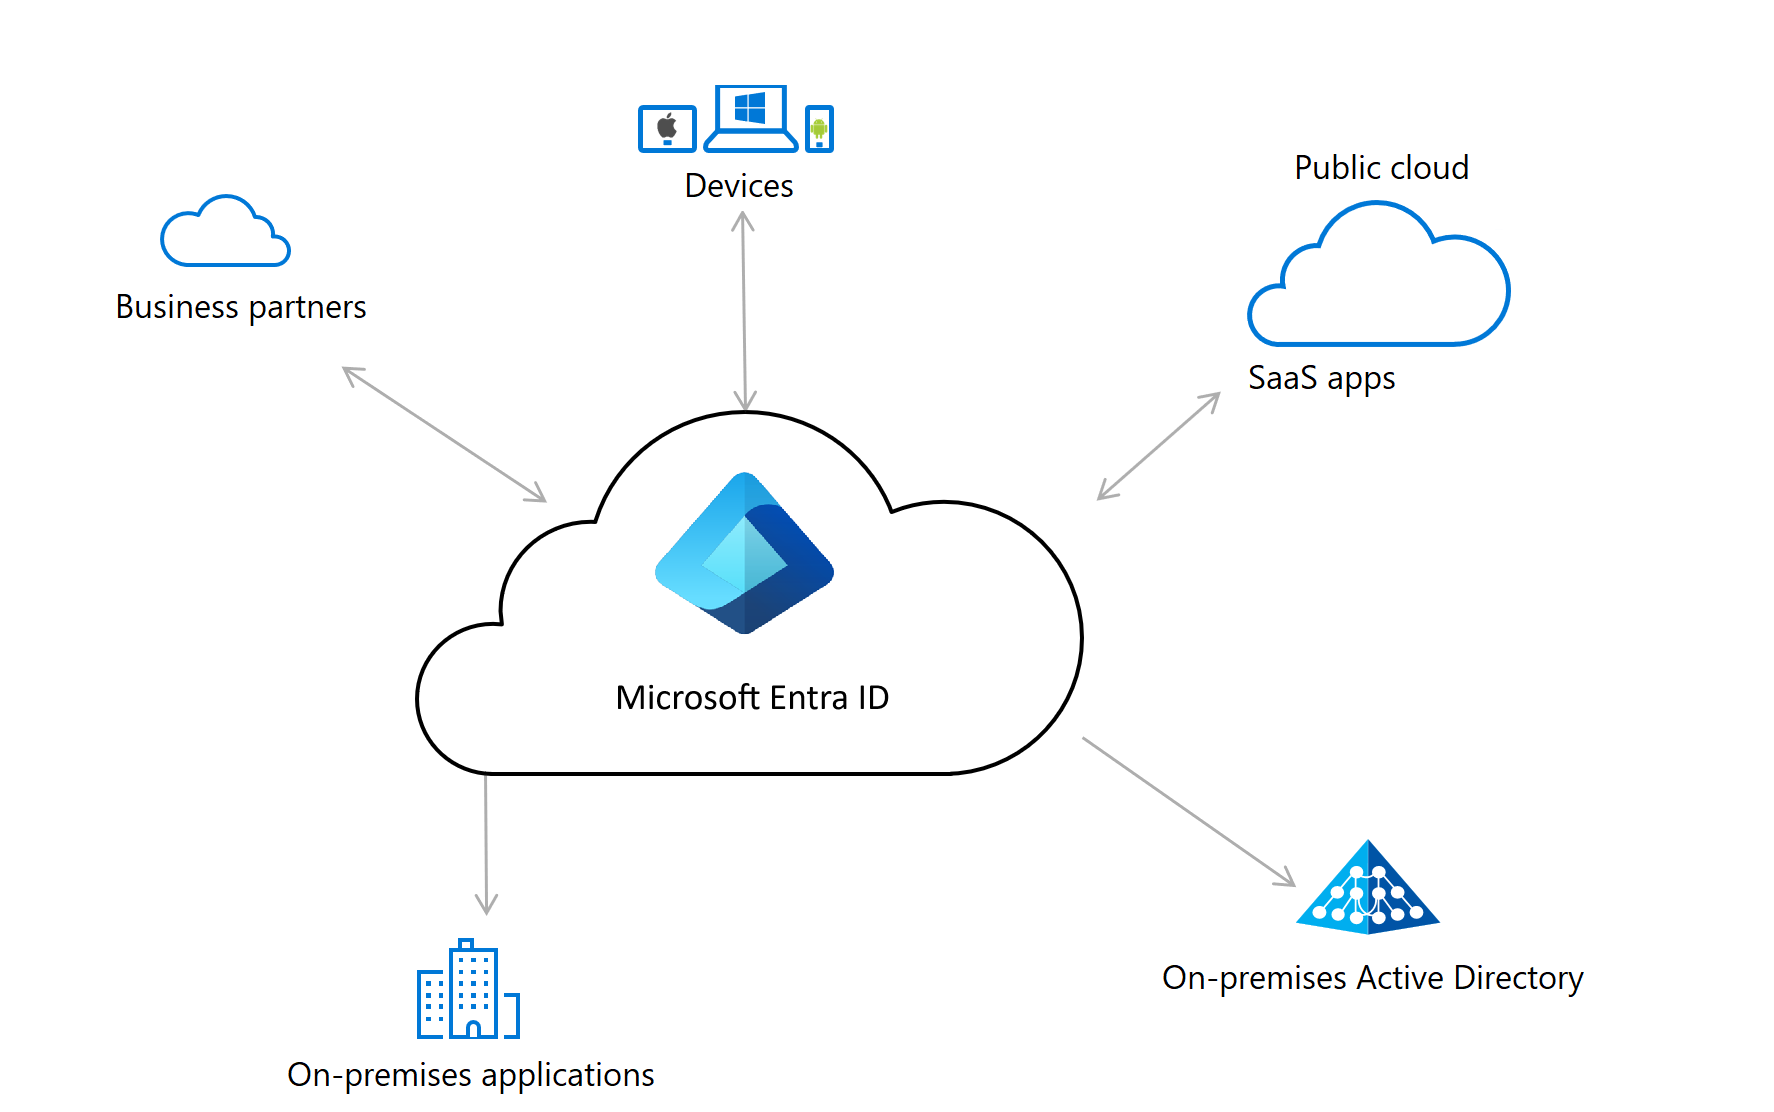 Devices
Public cloud
Business partners
SaaS apps
Microsoft Entra ID
On-premises Active Directory
On-premises applications